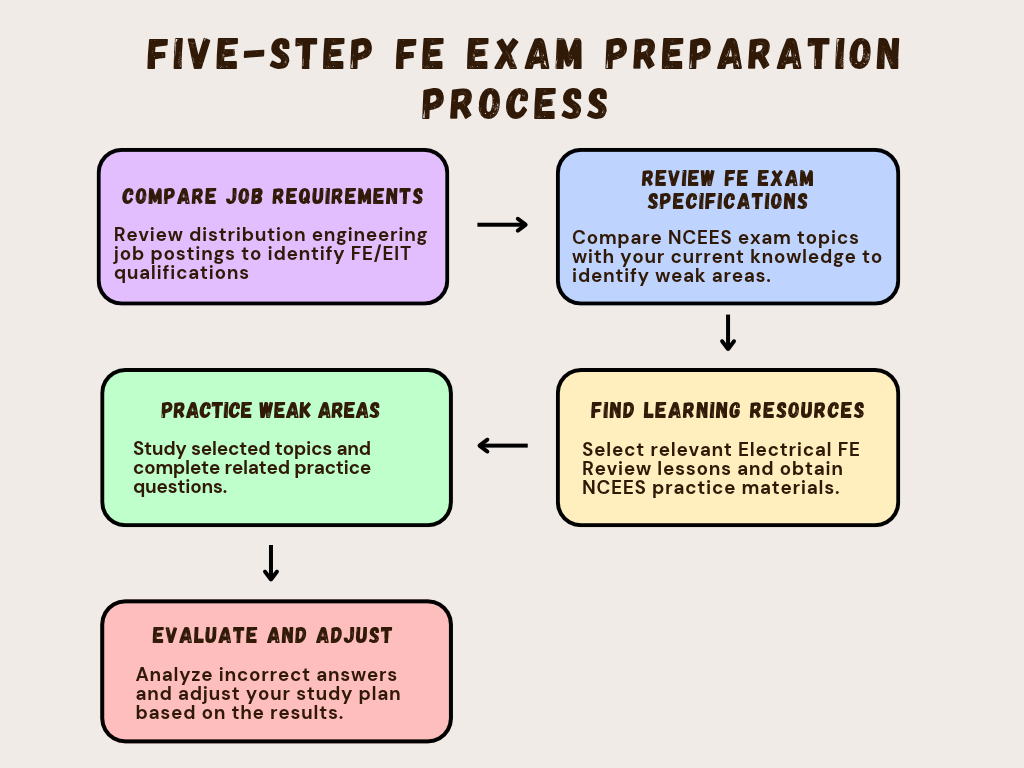 FIVE-STEP FE EXAM PREPARATION
PROCESS
COMPARE JOB REQUIREMENTS
Review distribution engineering
job postings to identify FE/EIT
qualifications
REVIEW FE EXAM
SPECIFICATIONS
Compare NCEES exam topics
with your current knowledge to
identify weak areas.
FIND LEARNING RESOURCES
Select relevant Electrical FE
Review lessons and obtain
NCEES practice materials.
PRACTICE WEAK AREAS
Study selected topics and
complete related practice
questions.
EVALUATE AND ADJUST
Analyze incorrect answers
and adjust your study plan
based on the results.